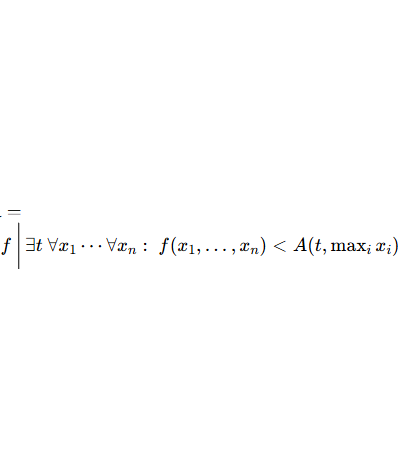 =
f | ∃t ∀x₁ ⋯ ∀xₙ : f(x₁, …, xₙ) < A(t, maxᵢ xᵢ)